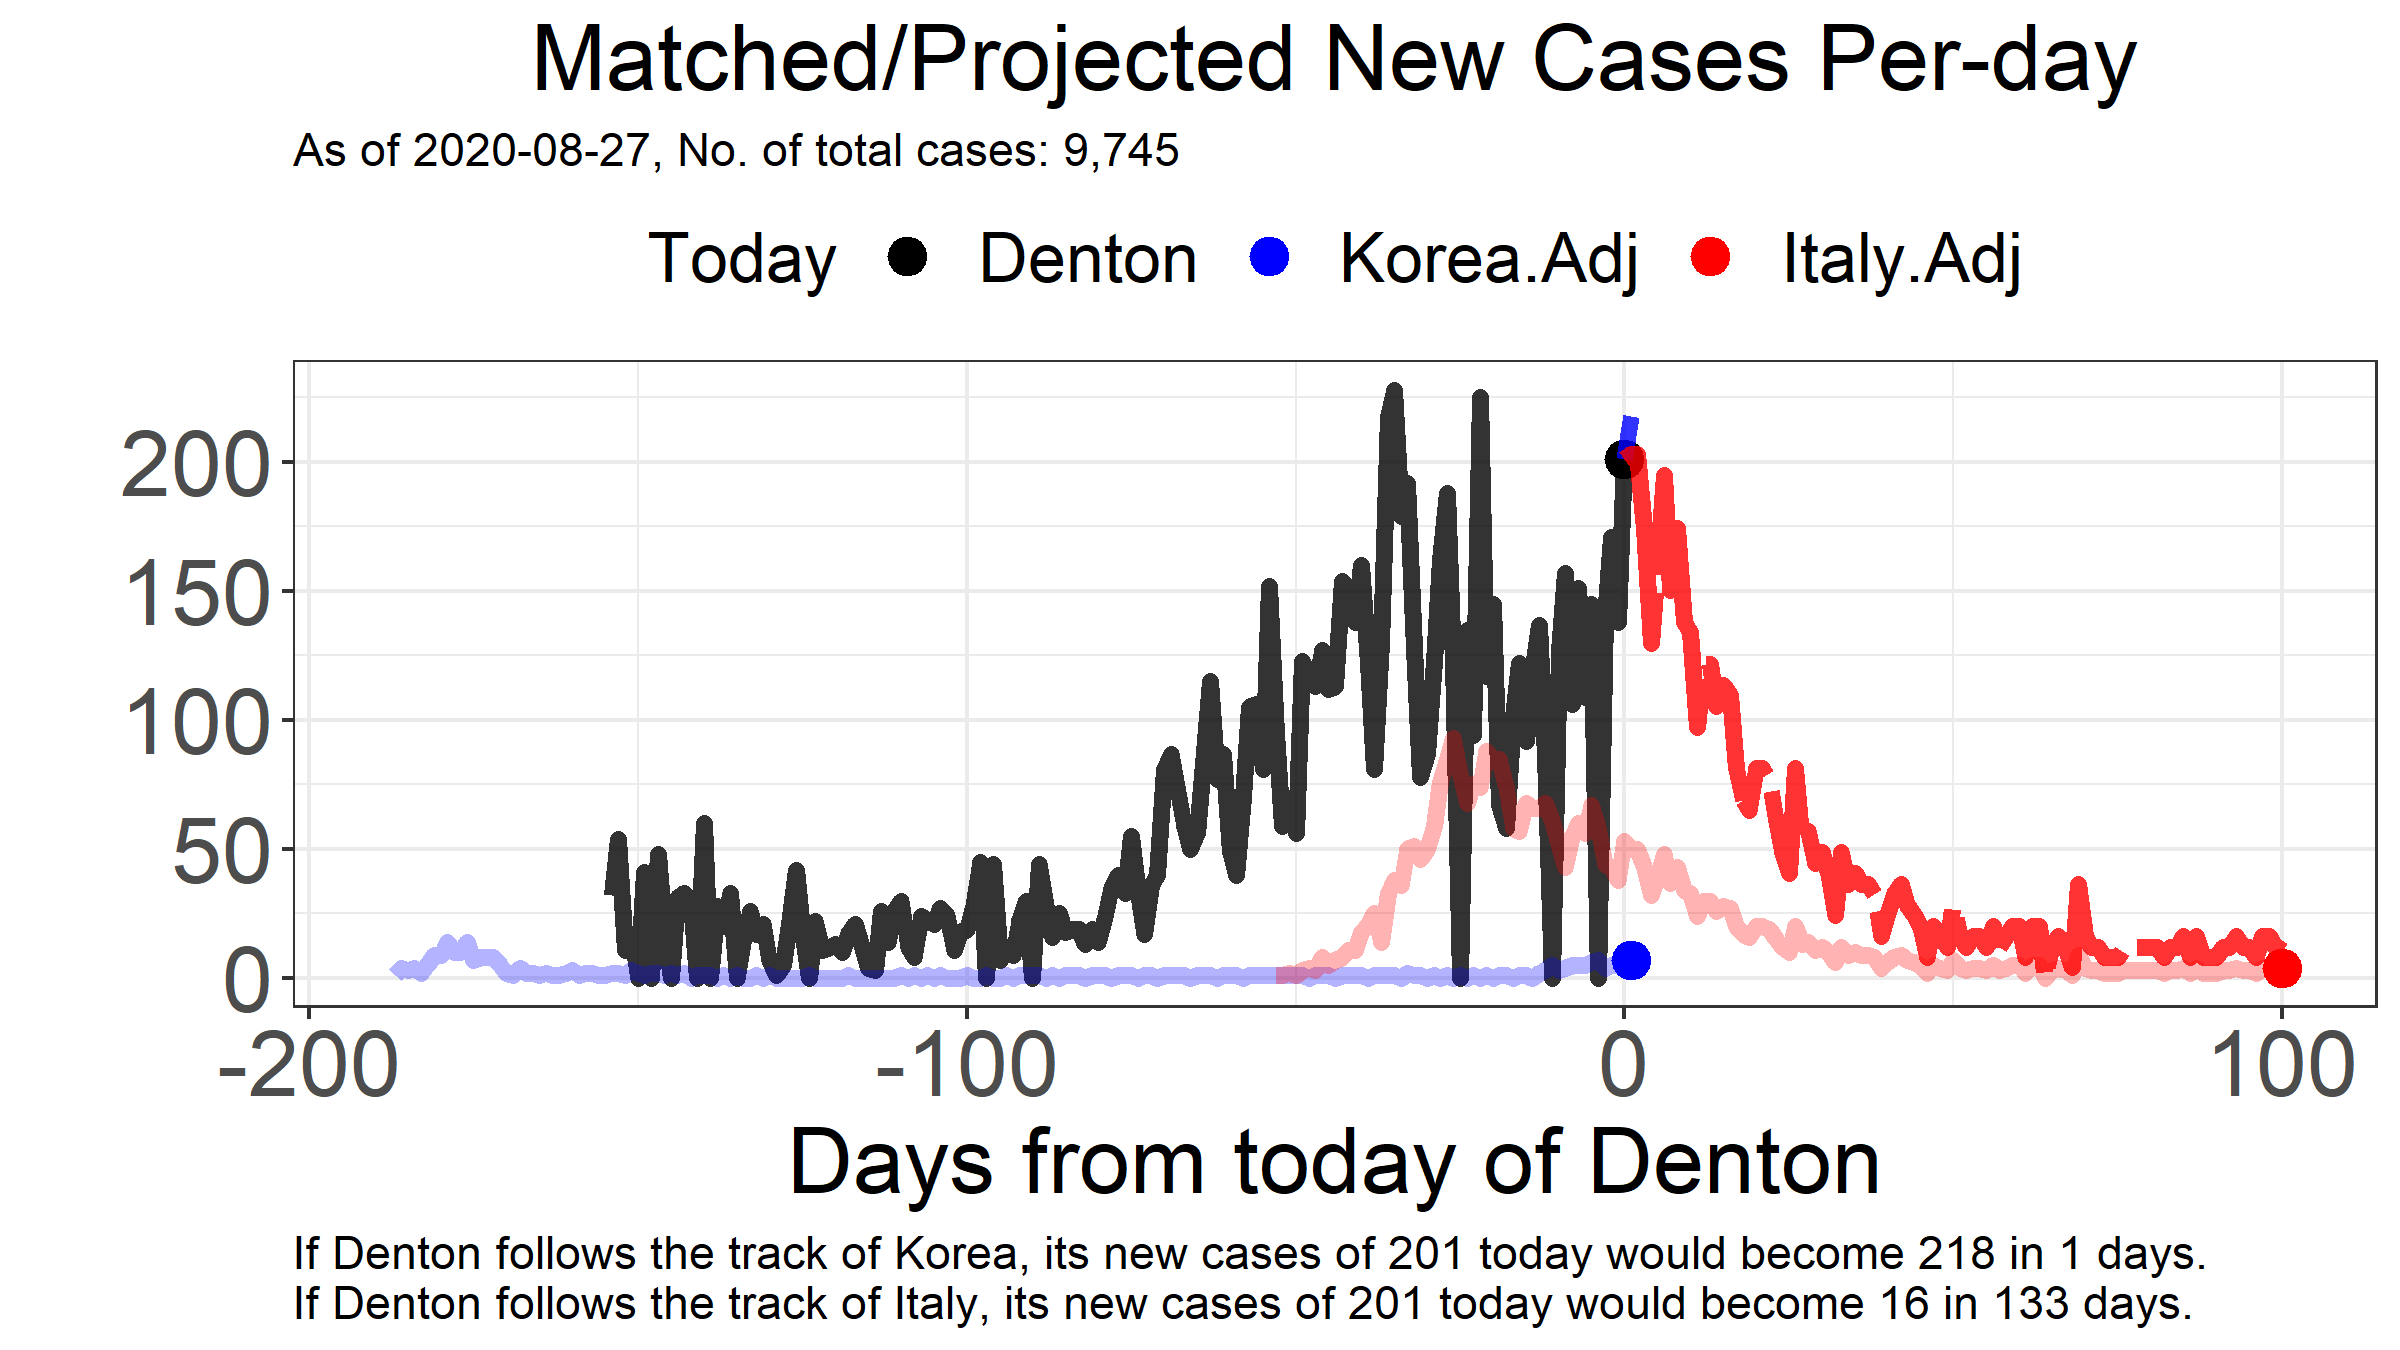 Matched/Projected New Cases Per-day
As of 2020-08-27, No. of total cases: 9,745
Today Denton Korea.Adj Italy.Adj
200
150
100
50
0
-200 -100 0 100
Days from today of Denton
If Denton follows the track of Korea, its new cases of 201 today would become 218 in 1 days.
If Denton follows the track of Italy, its new cases of 201 today would become 16 in 133 days.